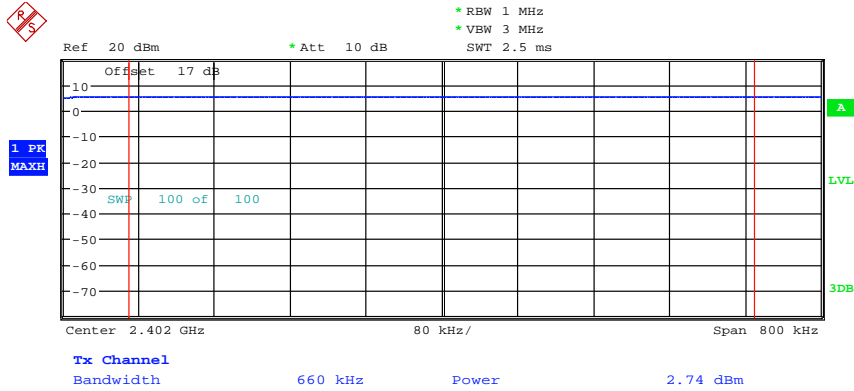 R S
* RBW 1 MHz
* VBW 3 MHz
Ref 20 dBm * Att 10 dB SWT 2.5 ms
Offset 17 dB
10
0 A
-10
1 PK
MAXH
-20
LVL
-30
SWP 100 of 100
-40
-50
-60
-70 3DB
Center 2.402 GHz 80 kHz/ Span 800 kHz
Tx Channel
Bandwidth 660 kHz Power 2.74 dBm